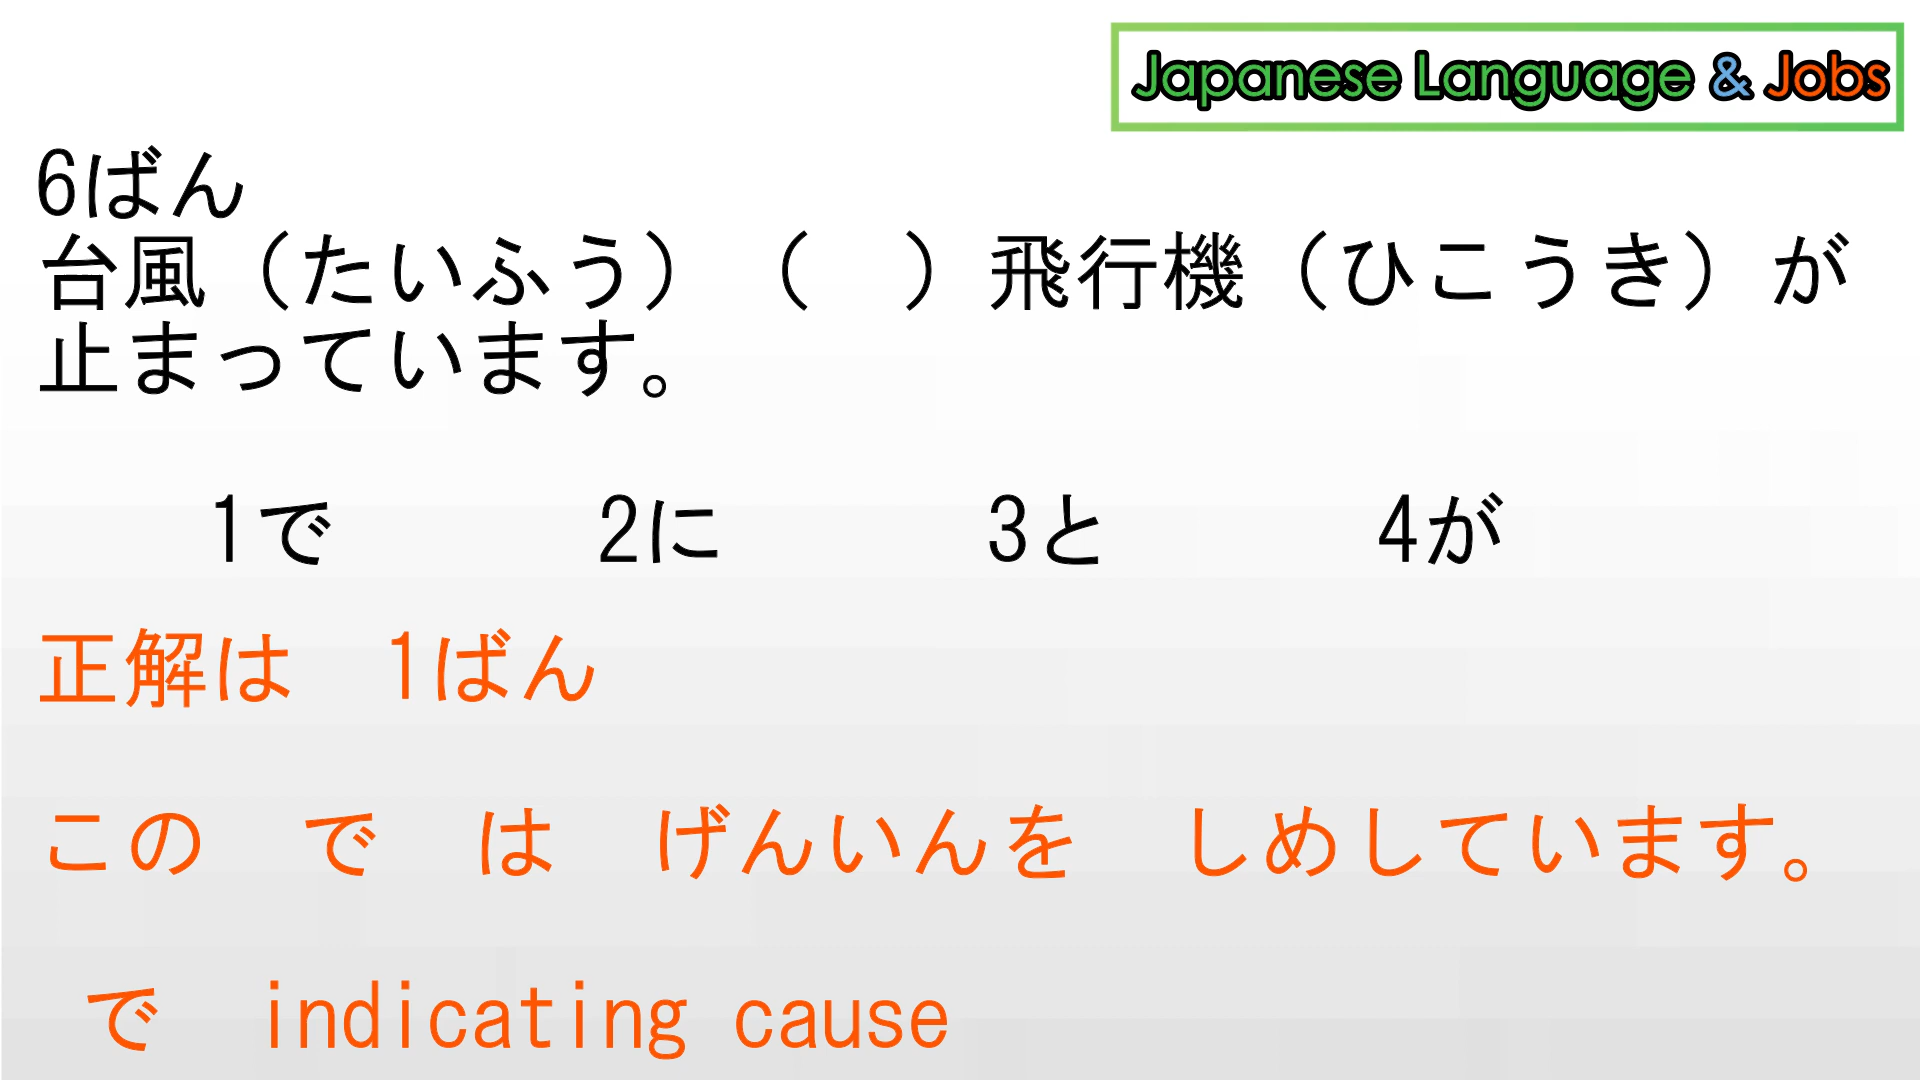 Japanese Language & Jobs
6ばん
台風（たいふう）（　）飛行機（ひこうき）が
止まっています。
1で　　　2に　　　3と　　　4が
正解は　1ばん
この　で　は　げんいんを　しめしています。
で　indicating cause